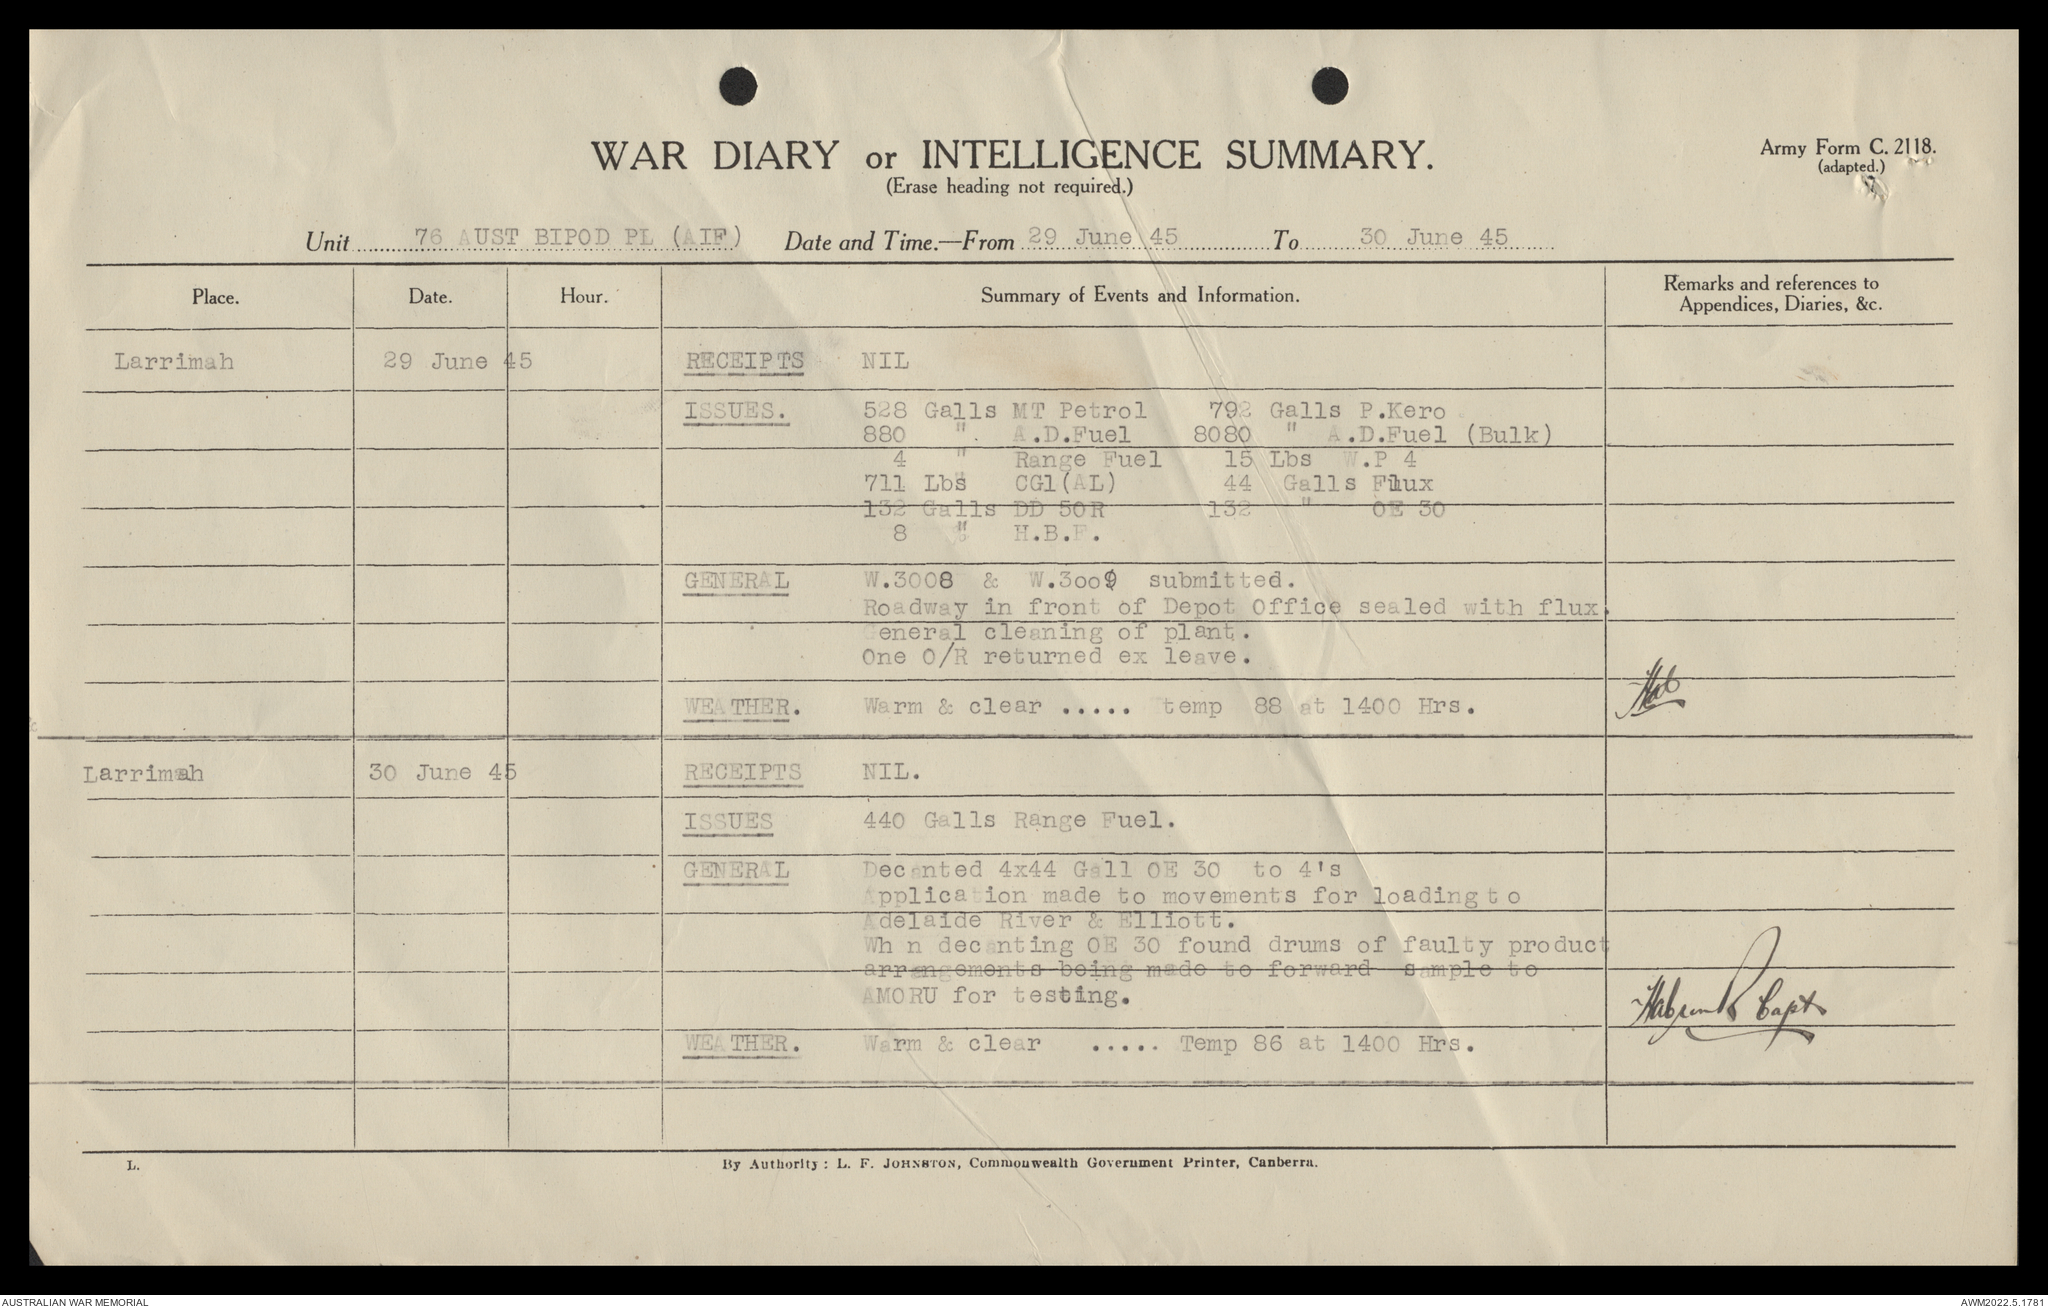 WAR DIARY or INTELLIGENCE SUMMARY.
(Erase heading not required.)
Army Form C. 2118.
(adapted.)
Unit 76 AUST BIPOD PL (AIF) Date and Time.—From 29 June 45 To 30 June 45
Place. Date. Hour. Summary of Events and Information. Remarks and references to
Appendices, Diaries, &c.
Larrimah 29 June 45 RECEIPTS NIL
ISSUES. 528 Galls MT Petrol 792 Galls P.Kero
880 " A.D.Fuel 8080 " A.D.Fuel (Bulk)
4 " Range Fuel 15 Lbs W.P 4
711 Lbs CG1(AL) 44 Galls Flux
132 Galls DD 50R 132 " OE 30
8 " H.B.F.
GENERAL W.3008 & W.3009 submitted.
Roadway in front of Depot Office sealed with flux.
General cleaning of plant.
One O/R returned ex leave.
WEATHER. Warm & clear ..... temp 88 at 1400 Hrs.
Larrimah 30 June 45 RECEIPTS NIL.
ISSUES 440 Galls Range Fuel.
GENERAL Decanted 4x44 Gall OE 30 to 4's
Application made to movements for loading to
Adelaide River & Elliott.
Wh n decanting OE 30 found drums of faulty product
arrangements being made to forward sample to
AMORU for testing.
Capt
WEATHER. Warm & clear ..... Temp 86 at 1400 Hrs.
L. By Authority: L. F. JOHNSTON, Commonwealth Government Printer, Canberra.
AUSTRALIAN WAR MEMORIAL AWM2022.5.1781